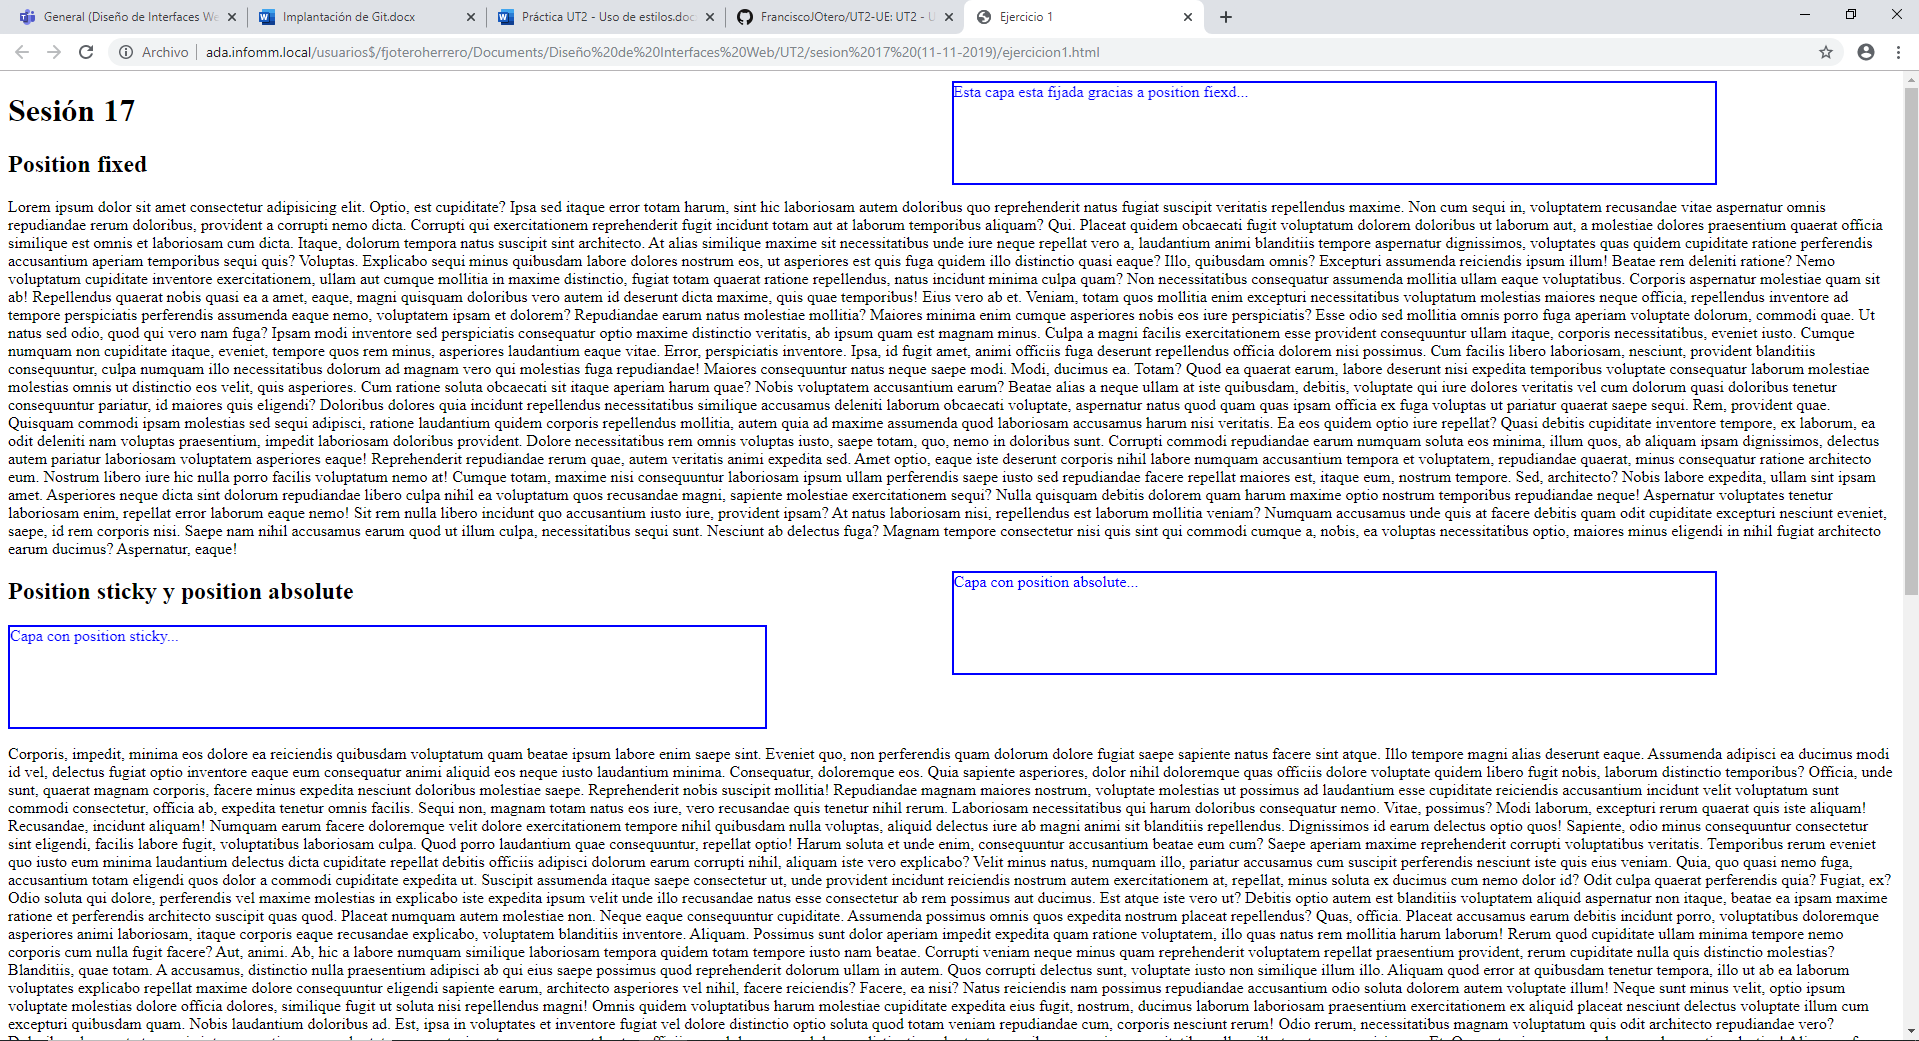 General (Diseño de Interfaces We
Implantación de Git.docx
Práctica UT2 - Uso de estilos.doc
FranciscoJOtero/UT2-UE: UT2 - U
Ejercicio 1
Archivo
ada.infomm.local/usuarios$/fjoteroherrero/Documents/Diseño%20de%20Interfaces%20Web/UT2/sesion%2017%20(11-11-2019)/ejercicion1.html
Esta capa esta fijada gracias a position fiexd...
Sesión 17
Position fixed
Lorem ipsum dolor sit amet consectetur adipisicing elit. Optio, est cupiditate? Ipsa sed itaque error totam harum, sint hic laboriosam autem doloribus quo reprehenderit natus fugiat suscipit veritatis repellendus maxime. Non cum sequi in, voluptatem recusandae vitae aspernatur omnis
repudiandae rerum doloribus, provident a corrupti nemo dicta. Corrupti qui exercitationem reprehenderit fugit incidunt totam aut at laborum temporibus aliquam? Qui. Placeat quidem obcaecati fugit voluptatum dolorem doloribus ut laborum aut, a molestiae dolores praesentium quaerat officia
similique est omnis et laboriosam cum dicta. Itaque, dolorum tempora natus suscipit sint architecto. At alias similique maxime sit necessitatibus unde iure neque repellat vero a, laudantium animi blanditiis tempore aspernatur dignissimos, voluptates quas quidem cupiditate ratione perferendis
accusantium aperiam temporibus sequi quis? Voluptas. Explicabo sequi minus quibusdam labore dolores nostrum eos, ut asperiores est quis fuga quidem illo distinctio quasi eaque? Illo, quibusdam omnis? Excepturi assumenda reiciendis ipsum illum! Beatae rem deleniti ratione? Nemo
voluptatum cupiditate inventore exercitationem, ullam aut cumque mollitia in maxime distinctio, fugiat totam quaerat ratione repellendus, natus incidunt minima culpa quam? Non necessitatibus consequatur assumenda mollitia ullam eaque voluptatibus. Corporis aspernatur molestiae quam sit
ab! Repellendus quaerat nobis quasi ea a amet, eaque, magni quisquam doloribus vero autem id deserunt dicta maxime, quis quae temporibus! Eius vero ab et. Veniam, totam quos mollitia enim excepturi necessitatibus voluptatum molestias maiores neque officia, repellendus inventore ad
tempore perspiciatis perferendis assumenda eaque nemo, voluptatem ipsam et dolorem? Repudiandae earum natus molestiae mollitia? Maiores minima enim cumque asperiores nobis eos iure perspiciatis? Esse odio sed mollitia omnis porro fuga aperiam voluptate dolorum, commodi quae. Ut
natus sed odio, quod qui vero nam fuga? Ipsam modi inventore sed perspiciatis consequatur optio maxime distinctio veritatis, ab ipsum quam est magnam minus. Culpa a magni facilis exercitationem esse provident consequuntur ullam itaque, corporis necessitatibus, eveniet iusto. Cumque
numquam non cupiditate itaque, eveniet, tempore quos rem minus, asperiores laudantium eaque vitae. Error, perspiciatis inventore. Ipsa, id fugit amet, animi officiis fuga deserunt repellendus officia dolorem nisi possimus. Cum facilis libero laboriosam, nesciunt, provident blanditiis
consequuntur, culpa numquam illo necessitatibus dolorum ad magnam vero qui molestias fuga repudiandae! Maiores consequuntur natus neque saepe modi. Modi, ducimus ea. Totam? Quod ea quaerat earum, labore deserunt nisi expedita temporibus voluptate consequatur laborum molestiae
molestias omnis ut distinctio eos velit, quis asperiores. Cum ratione soluta obcaecati sit itaque aperiam harum quae? Nobis voluptatem accusantium earum? Beatae alias a neque ullam at iste quibusdam, debitis, voluptate qui iure dolores veritatis vel cum dolorum quasi doloribus tenetur
consequuntur pariatur, id maiores quis eligendi? Doloribus dolores quia incidunt repellendus necessitatibus similique accusamus deleniti laborum obcaecati voluptate, aspernatur natus quod quam quas ipsam officia ex fuga voluptas ut pariatur quaerat saepe sequi. Rem, provident quae.
Quisquam commodi ipsam molestias sed sequi adipisci, ratione laudantium quidem corporis repellendus mollitia, autem quia ad maxime assumenda quod laboriosam accusamus harum nisi veritatis. Ea eos quidem optio iure repellat? Quasi debitis cupiditate inventore tempore, ex laborum, ea
odit deleniti nam voluptas praesentium, impedit laboriosam doloribus provident. Dolore necessitatibus rem omnis voluptas iusto, saepe totam, quo, nemo in doloribus sunt. Corrupti commodi repudiandae earum numquam soluta eos minima, illum quos, ab aliquam ipsam dignissimos, delectus
autem pariatur laboriosam voluptatem asperiores eaque! Reprehenderit repudiandae rerum quae, autem veritatis animi expedita sed. Amet optio, eaque iste deserunt corporis nihil labore numquam accusantium tempora et voluptatem, repudiandae quaerat, minus consequatur ratione architecto
eum. Nostrum libero iure hic nulla porro facilis voluptatum nemo at! Cumque totam, maxime nisi consequuntur laboriosam ipsum ullam perferendis saepe iusto sed repudiandae facere repellat maiores est, itaque eum, nostrum tempore. Sed, architecto? Nobis labore expedita, ullam sint ipsam
amet. Asperiores neque dicta sint dolorum repudiandae libero culpa nihil ea voluptatum quos recusandae magni, sapiente molestiae exercitationem sequi? Nulla quisquam debitis dolorem quam harum maxime optio nostrum temporibus repudiandae neque! Aspernatur voluptates tenetur
laboriosam enim, repellat error laborum eaque nemo! Sit rem nulla libero incidunt quo accusantium iusto iure, provident ipsam? At natus laboriosam nisi, repellendus est laborum mollitia veniam? Numquam accusamus unde quis at facere debitis quam odit cupiditate excepturi nesciunt eveniet,
saepe, id rem corporis nisi. Saepe nam nihil accusamus earum quod ut illum culpa, necessitatibus sequi sunt. Nesciunt ab delectus fuga? Magnam tempore consectetur nisi quis sint qui commodi cumque a, nobis, ea voluptas necessitatibus optio, maiores minus eligendi in nihil fugiat architecto
earum ducimus? Aspernatur, eaque!
Position sticky y position absolute
Capa con position absolute...
Capa con position sticky...
Corporis, impedit, minima eos dolore ea reiciendis quibusdam voluptatum quam beatae ipsum labore enim saepe sint. Eveniet quo, non perferendis quam dolorum dolore fugiat saepe sapiente natus facere sint atque. Illo tempore magni alias deserunt eaque. Assumenda adipisci ea ducimus modi
id vel, delectus fugiat optio inventore eaque eum consequatur animi aliquid eos neque iusto laudantium minima. Consequatur, doloremque eos. Quia sapiente asperiores, dolor nihil doloremque quas officiis dolore voluptate quidem libero fugit nobis, laborum distinctio temporibus? Officia, unde
sunt, quaerat magnam corporis, facere minus expedita nesciunt doloribus molestiae saepe. Reprehenderit nobis suscipit mollitia! Repudiandae magnam maiores nostrum, voluptate molestias ut possimus ad laudantium esse cupiditate reiciendis accusantium incidunt velit voluptatum sunt
commodi consectetur, officia ab, expedita tenetur omnis facilis. Sequi non, magnam totam natus eos iure, vero recusandae quis tenetur nihil rerum. Laboriosam necessitatibus qui harum doloribus consequatur nemo. Vitae, possimus? Modi laborum, excepturi rerum quaerat quis iste aliquam!
Recusandae, incidunt aliquam! Numquam earum facere doloremque velit dolore exercitationem tempore nihil quibusdam nulla voluptas, aliquid delectus iure ab magni animi sit blanditiis repellendus. Dignissimos id earum delectus optio quos! Sapiente, odio minus consequuntur consectetur
sint eligendi, facilis labore fugit, voluptatibus laboriosam culpa. Quod porro laudantium quae consequuntur, repellat optio! Harum soluta et unde enim, consequuntur accusantium beatae eum cum? Saepe aperiam maxime reprehenderit corrupti voluptatibus veritatis. Temporibus rerum eveniet
quo iusto eum minima laudantium delectus dicta cupiditate repellat debitis officiis adipisci dolorum earum corrupti nihil, aliquam iste vero explicabo? Velit minus natus, numquam illo, pariatur accusamus cum suscipit perferendis nesciunt iste quis eius veniam. Quia, quo quasi nemo fuga,
accusantium totam eligendi quos dolor a commodi cupiditate expedita ut. Suscipit assumenda itaque saepe consectetur ut, unde provident incidunt reiciendis nostrum autem exercitationem at, repellat, minus soluta ex ducimus cum nemo dolor id? Odit culpa quaerat perferendis quia? Fugiat, ex?
Odio soluta qui dolore, perferendis vel maxime molestias in explicabo iste expedita ipsum velit unde illo recusandae natus esse consectetur ab rem possimus aut ducimus. Est atque iste vero ut? Debitis optio autem est blanditiis voluptatem aliquid aspernatur non itaque, beatae ea ipsam maxime
ratione et perferendis architecto suscipit quas quod. Placeat numquam autem molestiae non. Neque eaque consequuntur cupiditate. Assumenda possimus omnis quos expedita nostrum placeat repellendus? Quas, officia. Placeat accusamus earum debitis incidunt porro, voluptatibus doloremque
asperiores animi laboriosam, itaque corporis eaque recusandae explicabo, voluptatem blanditiis inventore. Aliquam. Possimus sunt dolor aperiam impedit expedita quam ratione voluptatem, illo quas natus rem mollitia harum laborum! Rerum quod cupiditate ullam minima tempore nemo
corporis cum nulla fugit facere? Aut, animi. Ab, hic a labore numquam similique laboriosam tempora quidem totam tempore iusto nam beatae. Corrupti veniam neque minus quam reprehenderit voluptatem repellat praesentium provident, rerum cupiditate nulla quis distinctio molestias?
Blanditiis, quae totam. A accusamus, distinctio nulla praesentium adipisci ab qui eius saepe possimus quod reprehenderit dolorum ullam in autem. Quos corrupti delectus sunt, voluptate iusto non similique illum illo. Aliquam quod error at quibusdam tenetur tempora, illo ut ab ea laborum
voluptates explicabo repellat maxime dolore consequuntur eligendi sapiente earum, architecto asperiores vel nihil, facere reiciendis? Facere, ea nisi? Natus reiciendis nam possimus repudiandae accusantium odio soluta dolorem autem voluptate illum! Neque sunt minus velit, optio ipsum
voluptate molestias dolore officia dolores, similique fugit ut soluta nisi repellendus magni! Omnis quidem voluptatibus harum molestiae cupiditate expedita eius fugit, nostrum, ducimus laborum laboriosam praesentium exercitationem ex aliquid placeat nesciunt delectus voluptate illum cum
excepturi quibusdam quam. Nobis laudantium doloribus ad. Est, ipsa in voluptates et inventore fugiat vel dolore distinctio optio soluta quod totam veniam repudiandae cum, corporis nesciunt rerum! Odio rerum, necessitatibus magnam voluptatum quis odit architecto repudiandae vero?